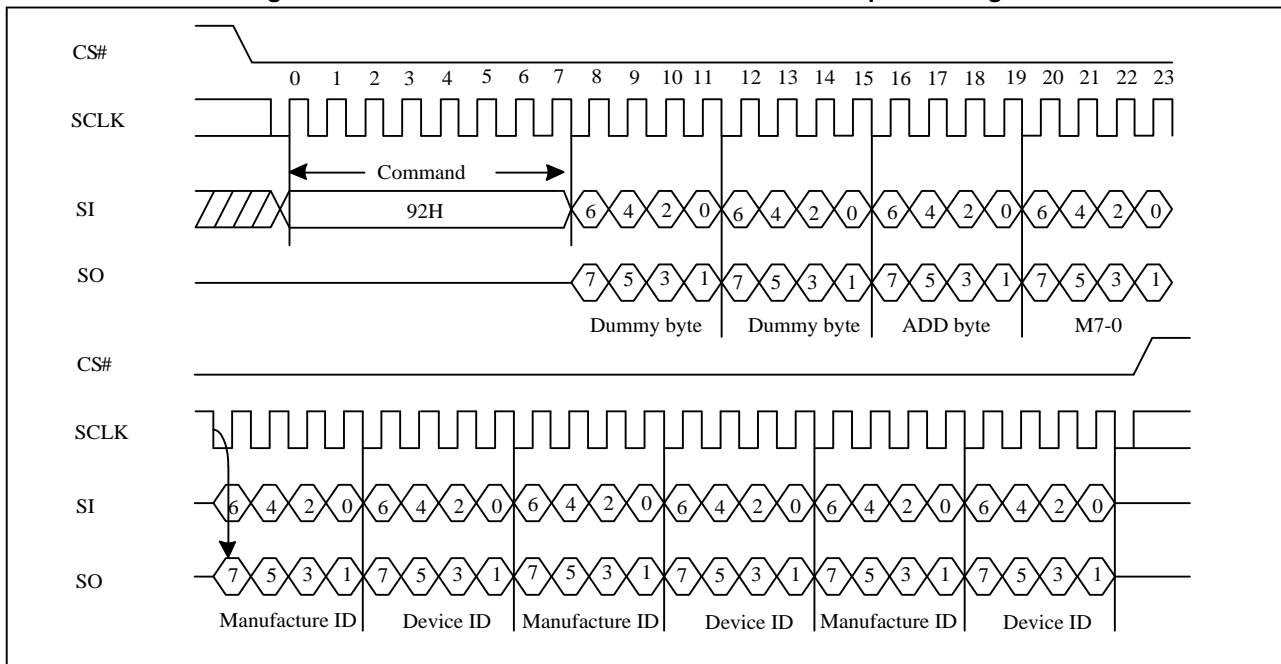 CS#
0 1 2 3 4 5 6 7 8 9 10 11 12 13 14 15 16 17 18 19 20 21 22 23
SCLK
Command
SI 92H 6 4 2 0 6 4 2 0 6 4 2 0 6 4 2 0
SO 7 5 3 1 7 5 3 1 7 5 3 1 7 5 3 1
Dummy byte Dummy byte ADD byte M7-0
CS#
SCLK
SI 6 4 2 0 6 4 2 0 6 4 2 0 6 4 2 0 6 4 2 0 6 4 2 0
SO 7 5 3 1 7 5 3 1 7 5 3 1 7 5 3 1 7 5 3 1 7 5 3 1
Manufacture ID Device ID Manufacture ID Device ID Manufacture ID Device ID